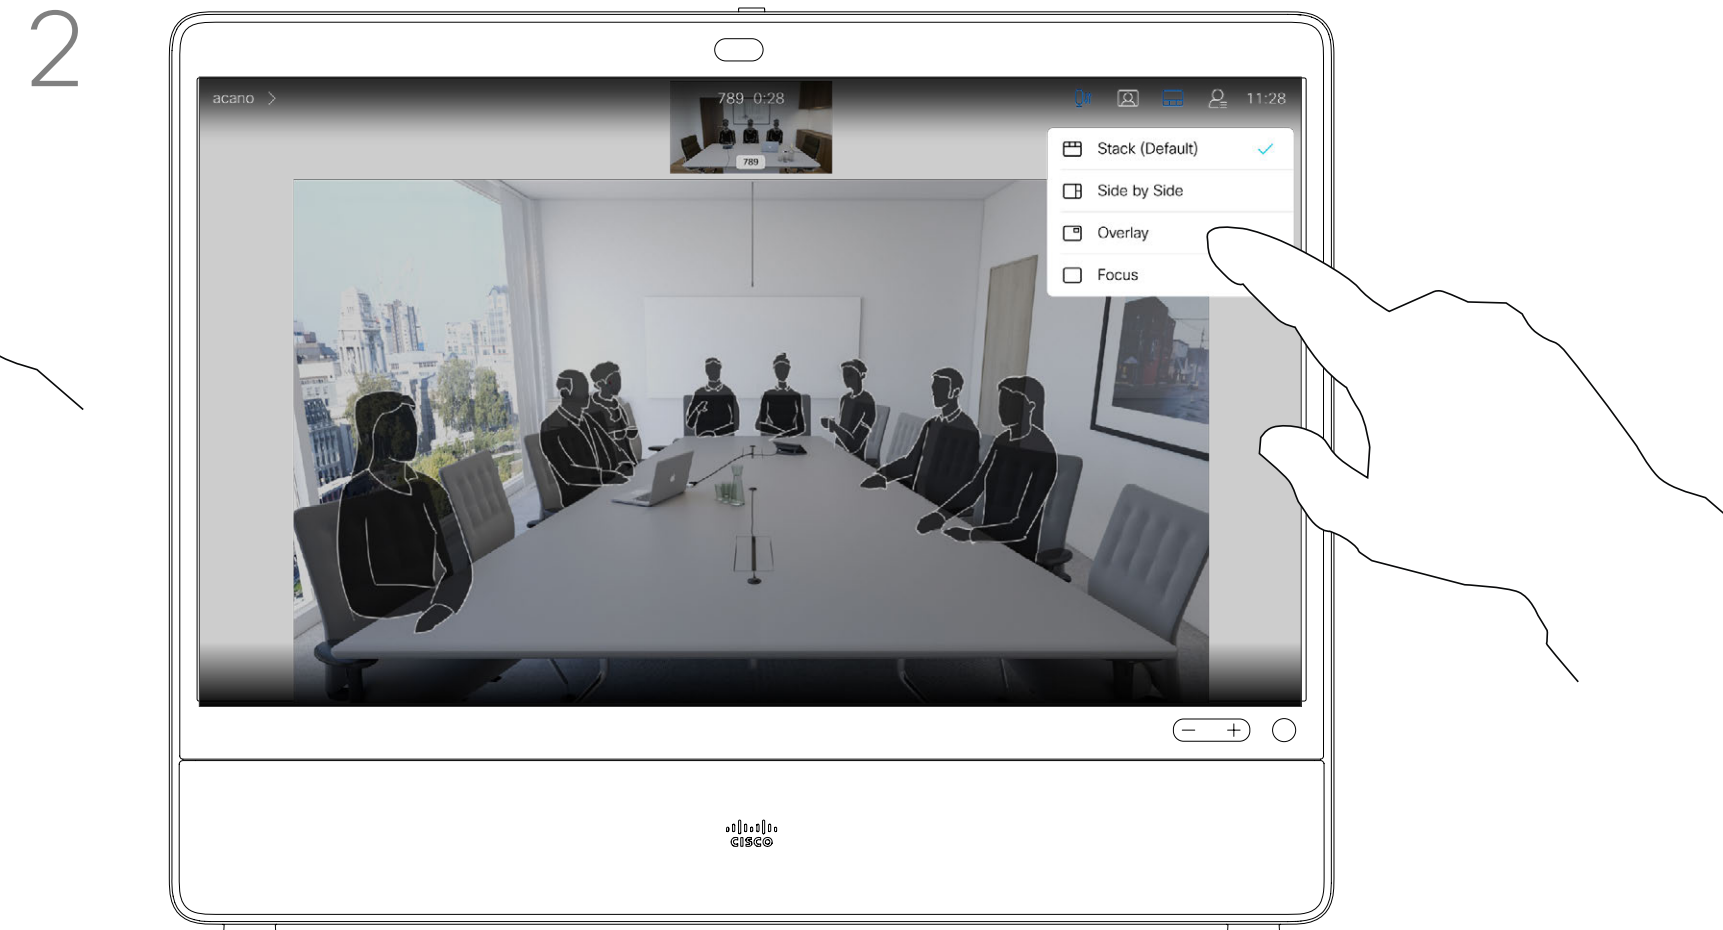 2
acano
789 0:28
11:28
789
Stack (Default)
Side by Side
Overlay
Focus
CISCO